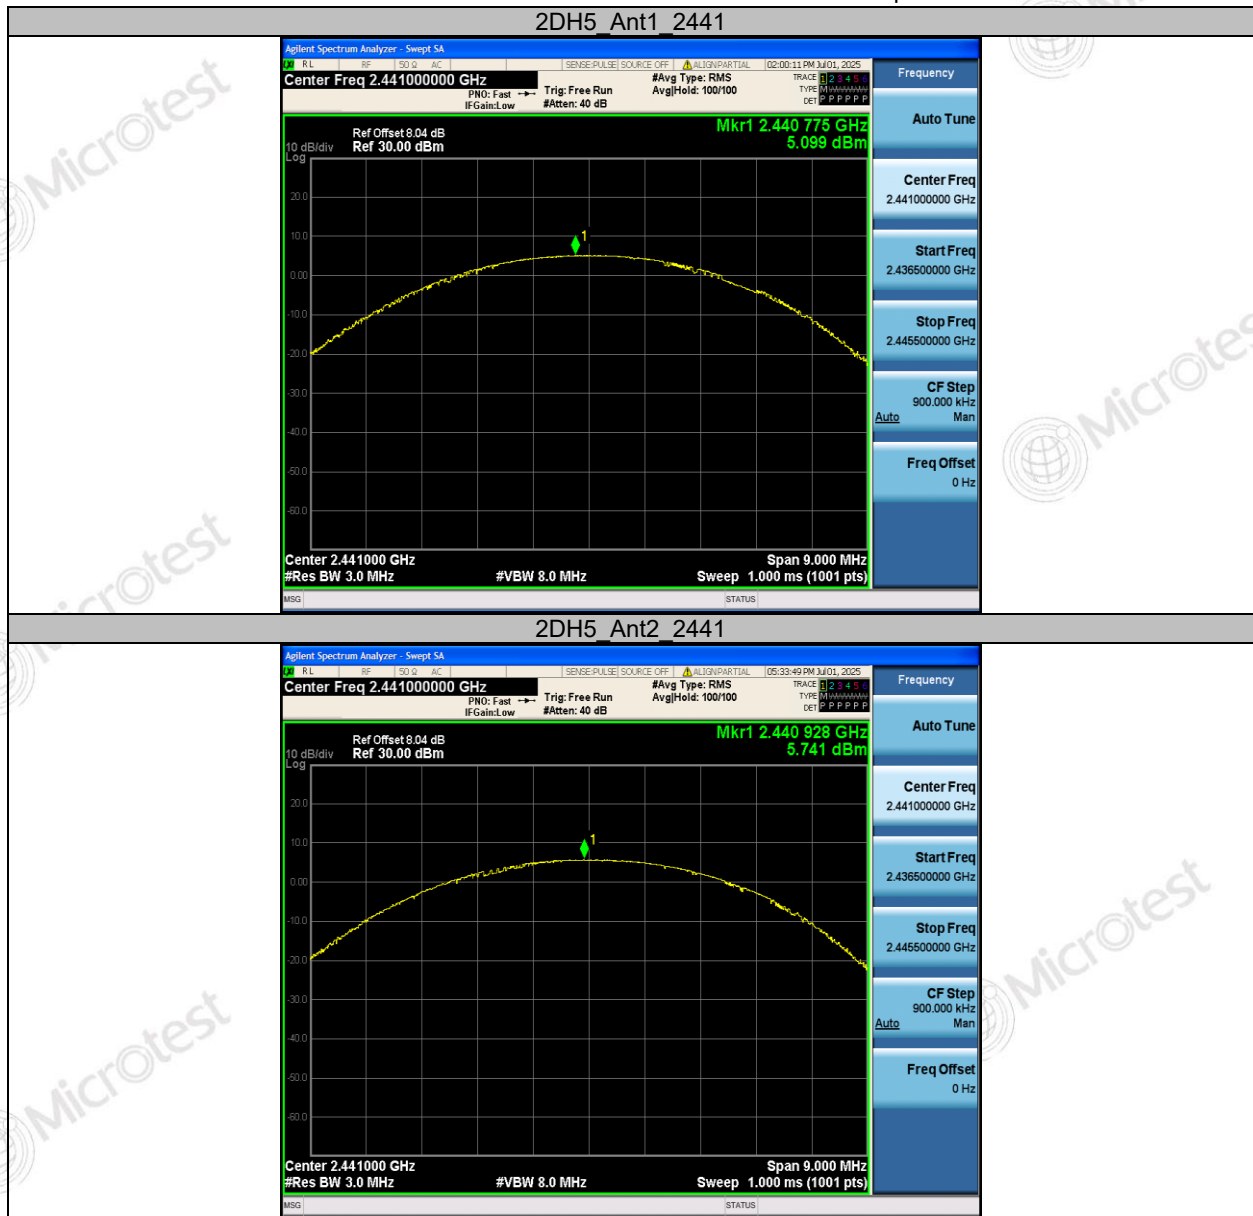 2DH5_Ant1_2441
Agilent Spectrum Analyzer - Swept SA
RL RF 50 Ω AC SENSE:PULSE SOURCE OFF ALIGNPARTIAL 02:00:11 PM Jul 01, 2025
Center Freq 2.441000000 GHz
PNO: Fast
IFGain:Low
Trig: Free Run
#Atten: 40 dB
#Avg Type: RMS
Avg|Hold: 100/100
TRACE 1 2 3 4 5 6
TYPE M
DET P P P P P P
Mkr1 2.440 775 GHz
5.099 dBm
Ref Offset 8.04 dB
10 dB/div Ref 30.00 dBm
Log
20.0
10.0
0.00
-10.0
-20.0
-30.0
-40.0
-50.0
-60.0
1
Center 2.441000 GHz Span 9.000 MHz
#Res BW 3.0 MHz #VBW 8.0 MHz Sweep 1.000 ms (1001 pts)
MSG STATUS
Frequency
Auto Tune
Center Freq
2.441000000 GHz
Start Freq
2.436500000 GHz
Stop Freq
2.445500000 GHz
CF Step
900.000 kHz
Auto Man
Freq Offset
0 Hz
2DH5_Ant2_2441
Agilent Spectrum Analyzer - Swept SA
RL RF 50 Ω AC SENSE:PULSE SOURCE OFF ALIGNPARTIAL 05:33:49 PM Jul 01, 2025
Center Freq 2.441000000 GHz
PNO: Fast
IFGain:Low
Trig: Free Run
#Atten: 40 dB
#Avg Type: RMS
Avg|Hold: 100/100
TRACE 1 2 3 4 5 6
TYPE M
DET P P P P P P
Mkr1 2.440 928 GHz
5.741 dBm
Ref Offset 8.04 dB
10 dB/div Ref 30.00 dBm
Log
20.0
10.0
0.00
-10.0
-20.0
-30.0
-40.0
-50.0
-60.0
1
Center 2.441000 GHz Span 9.000 MHz
#Res BW 3.0 MHz #VBW 8.0 MHz Sweep 1.000 ms (1001 pts)
MSG STATUS
Frequency
Auto Tune
Center Freq
2.441000000 GHz
Start Freq
2.436500000 GHz
Stop Freq
2.445500000 GHz
CF Step
900.000 kHz
Auto Man
Freq Offset
0 Hz
Microtest
Microtest
Microtest
Microtest
Microtest